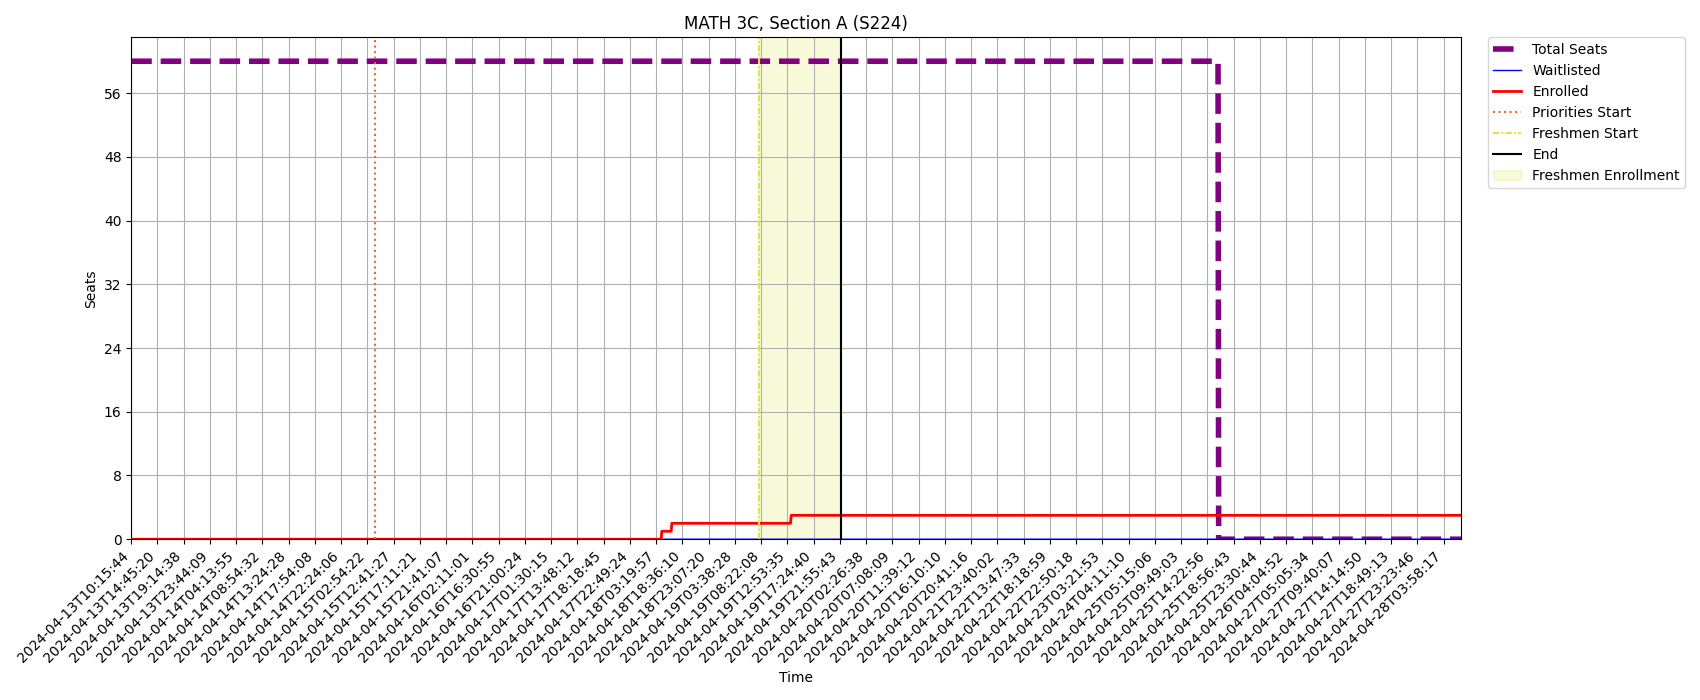 MATH 3C, Section A (S224)
Total Seats
Waitlisted
Enrolled
Priorities Start
Freshmen Start
End
Freshmen Enrollment
Seats
56
48
40
32
24
16
8
0
2024-04-13T10:15:44
2024-04-13T14:45:20
2024-04-13T19:14:38
2024-04-13T23:44:09
2024-04-14T04:13:55
2024-04-14T08:54:32
2024-04-14T13:24:28
2024-04-14T17:54:08
2024-04-14T22:24:06
2024-04-15T02:54:22
2024-04-15T12:41:27
2024-04-15T17:11:21
2024-04-15T21:41:07
2024-04-16T02:11:01
2024-04-16T16:30:55
2024-04-16T21:00:24
2024-04-17T01:30:15
2024-04-17T13:48:12
2024-04-17T18:18:45
2024-04-17T22:49:24
2024-04-18T03:19:57
2024-04-18T18:36:10
2024-04-18T23:07:20
2024-04-19T03:38:28
2024-04-19T08:22:08
2024-04-19T12:53:35
2024-04-19T17:24:40
2024-04-19T21:55:43
2024-04-20T02:26:38
2024-04-20T07:08:09
2024-04-20T11:39:12
2024-04-20T16:10:10
2024-04-20T20:41:16
2024-04-21T23:40:02
2024-04-22T13:47:33
2024-04-22T18:18:59
2024-04-22T22:50:18
2024-04-23T03:21:53
2024-04-24T04:11:10
2024-04-25T05:15:06
2024-04-25T09:49:03
2024-04-25T14:22:56
2024-04-25T18:56:43
2024-04-25T23:30:44
2024-04-26T04:04:52
2024-04-27T05:05:34
2024-04-27T09:40:07
2024-04-27T14:14:50
2024-04-27T18:49:13
2024-04-27T23:23:46
2024-04-28T03:58:17
Time